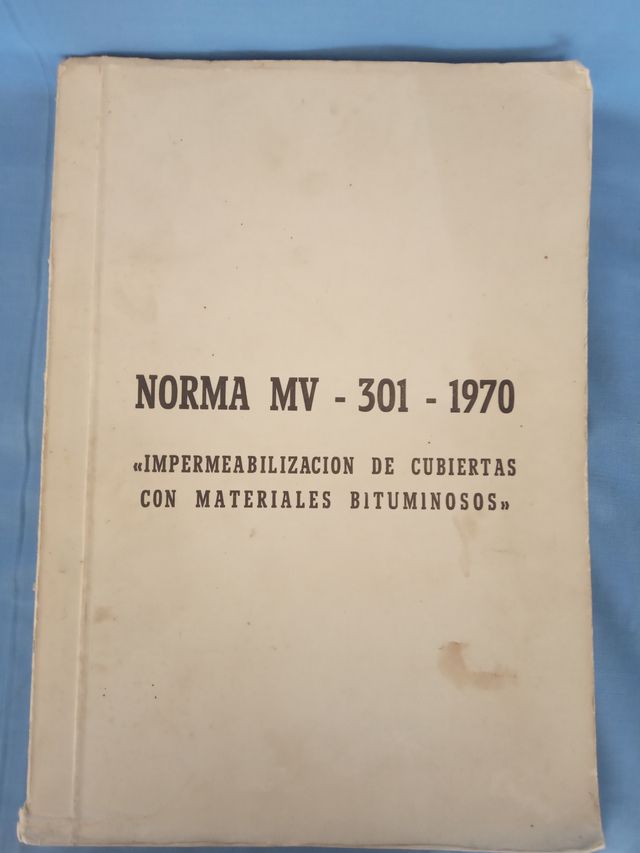 NORMA MV - 301 - 1970
«IMPERMEABILIZACION DE CUBIERTAS
CON MATERIALES BITUMINOSOS»